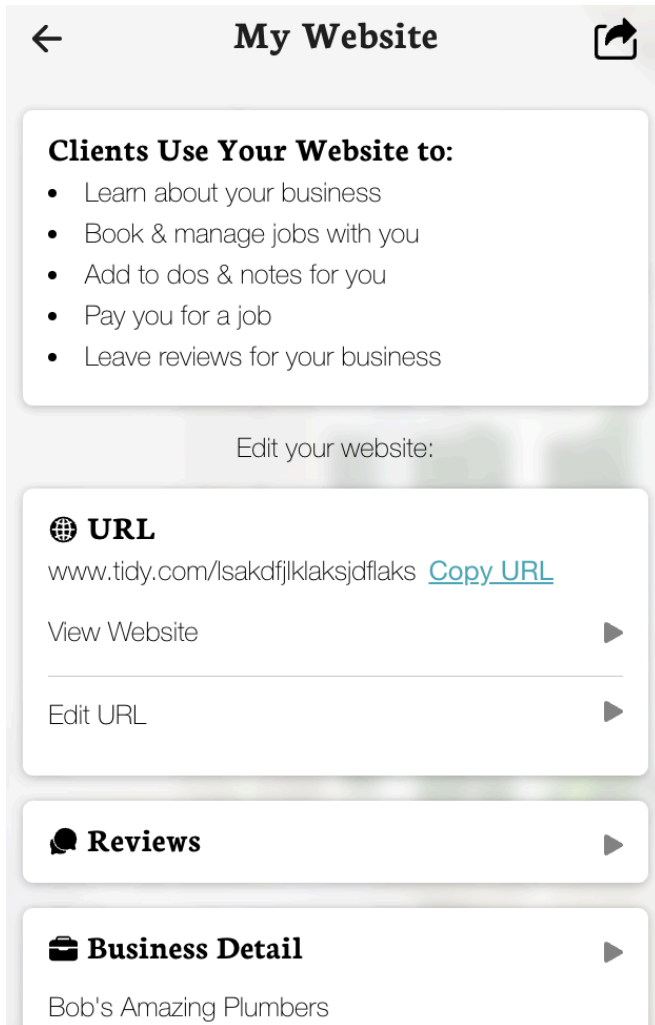 My Website
Clients Use Your Website to:
• Learn about your business
• Book & manage jobs with you
• Add to dos & notes for you
• Pay you for a job
• Leave reviews for your business
Edit your website:
URL
www.tidy.com/lsakdfjlklaksjdflaks Copy URL
View Website
Edit URL
Reviews
Business Detail
Bob's Amazing Plumbers